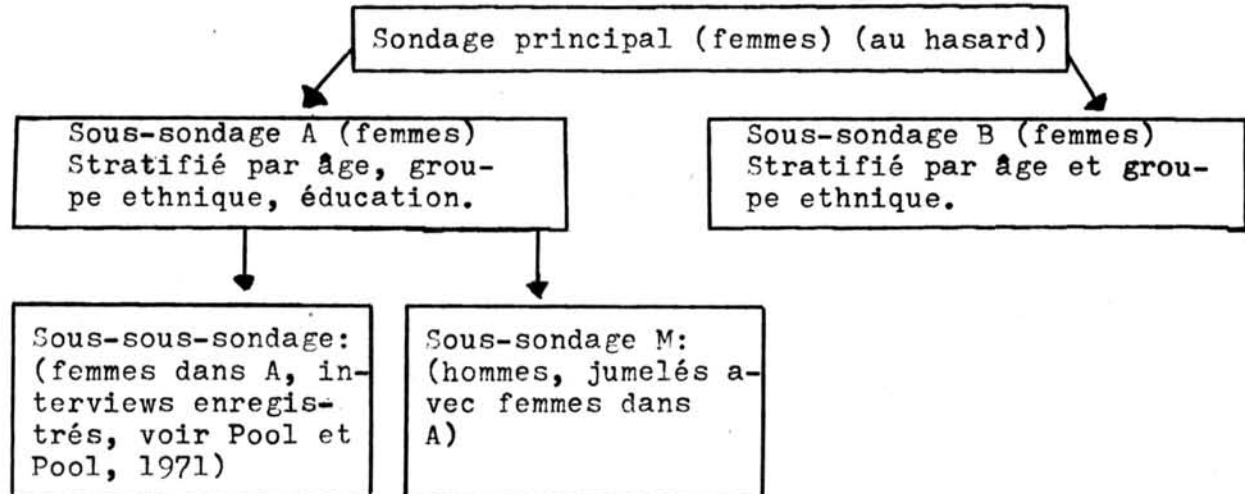 Sondage principal (femmes) (au hasard)
Sous-sondage A (femmes)
Stratifié par âge, grou-
pe ethnique, éducation.
Sous-sondage B (femmes)
Stratifié par âge et grou-
pe ethnique.
Sous-sous-sondage:
(femmes dans A, in-
terviews enregis-
trés, voir Pool et
Pool, 1971)
Sous-sondage M:
(hommes, jumelés a-
vec femmes dans
A)